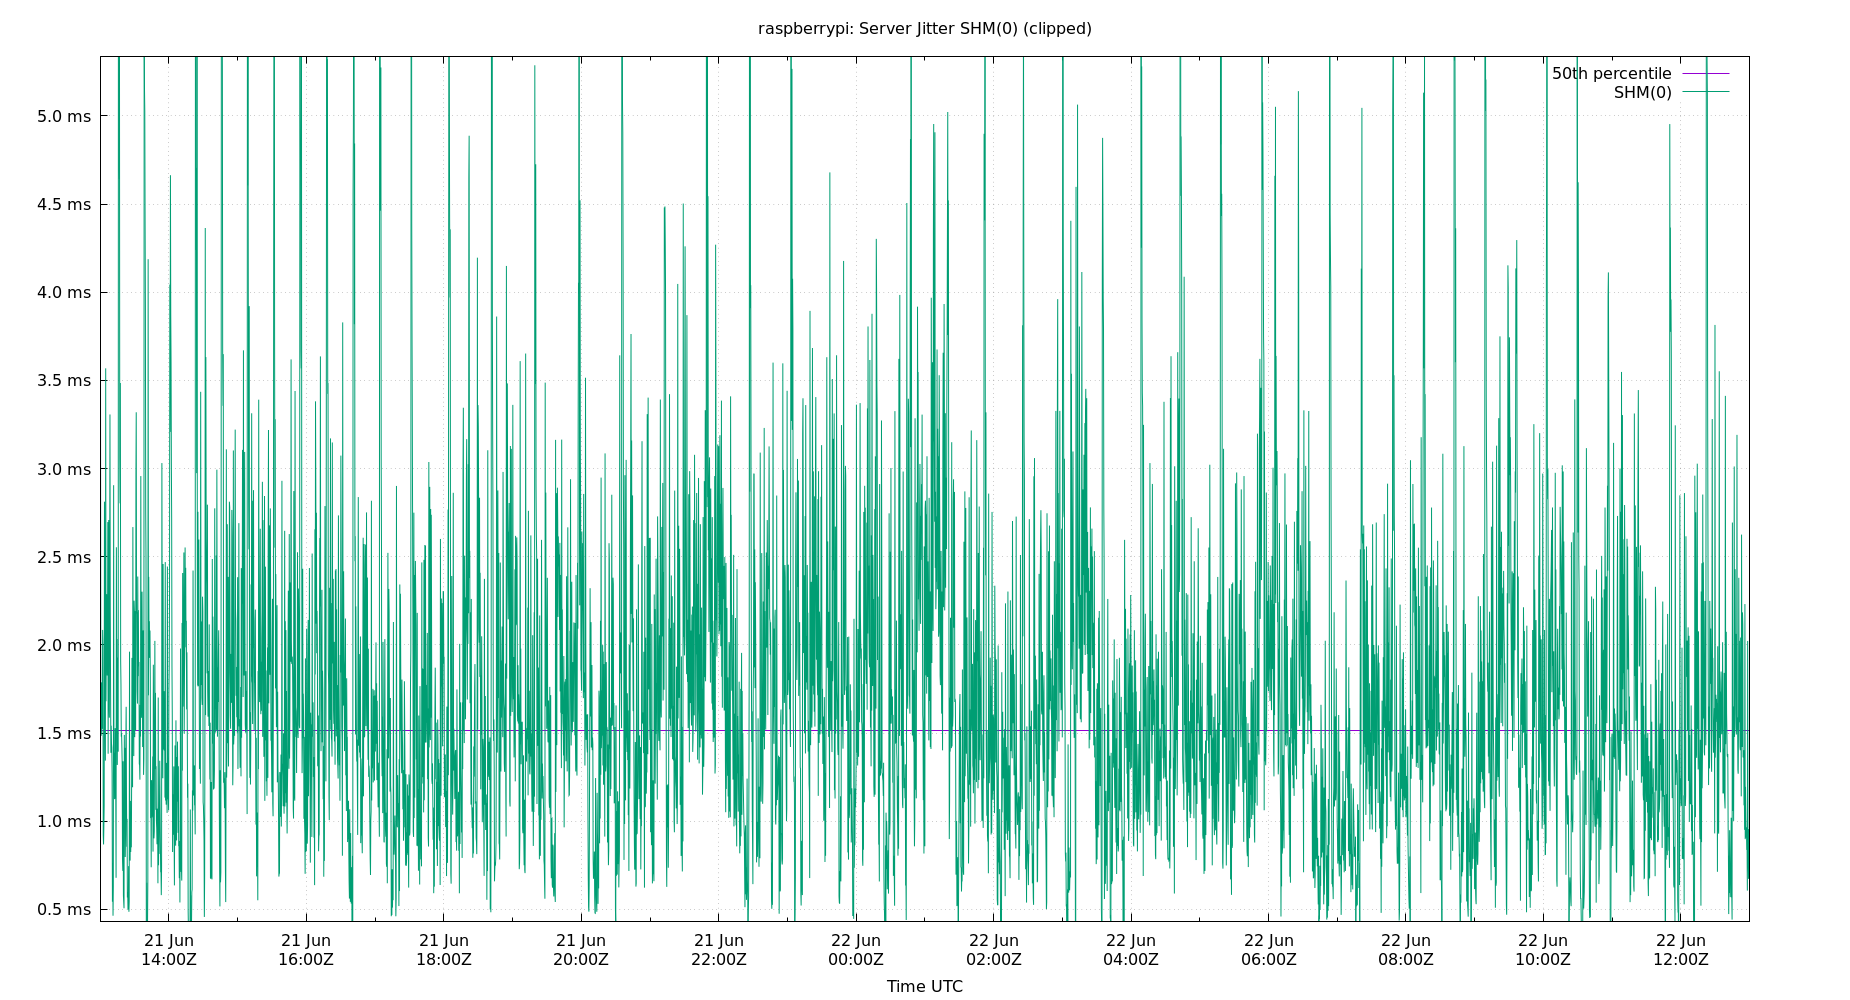 raspberrypi: Server Jitter SHM(0) (clipped)
50th percentile
SHM(0)
5.0 ms
4.5 ms
4.0 ms
3.5 ms
3.0 ms
2.5 ms
2.0 ms
1.5 ms
1.0 ms
0.5 ms
21 Jun 21 Jun 21 Jun 21 Jun 21 Jun 22 Jun 22 Jun 22 Jun 22 Jun 22 Jun 22 Jun 22 Jun
14:00Z 16:00Z 18:00Z 20:00Z 22:00Z 00:00Z 02:00Z 04:00Z 06:00Z 08:00Z 10:00Z 12:00Z
Time UTC